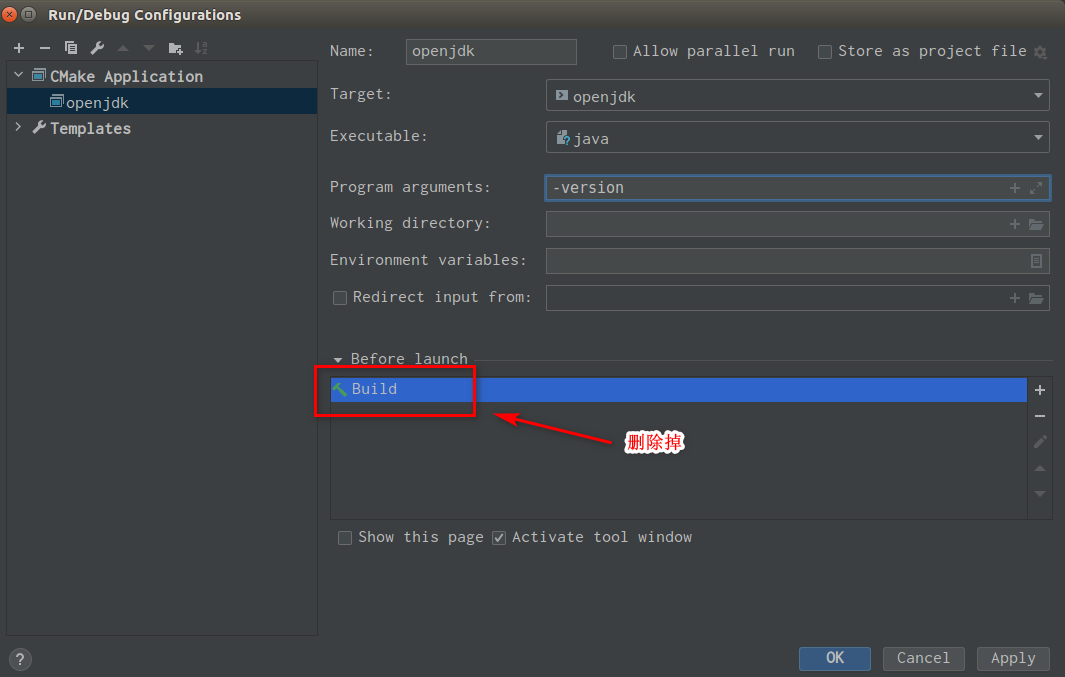 Run/Debug Configurations
Name: openjdk Allow parallel run Store as project file
CMake Application
openjdk
Templates
Target: openjdk
Executable: java
Program arguments: -version
Working directory:
Environment variables:
Redirect input from:
Before launch
Build
删除掉
Show this page Activate tool window
? OK Cancel Apply